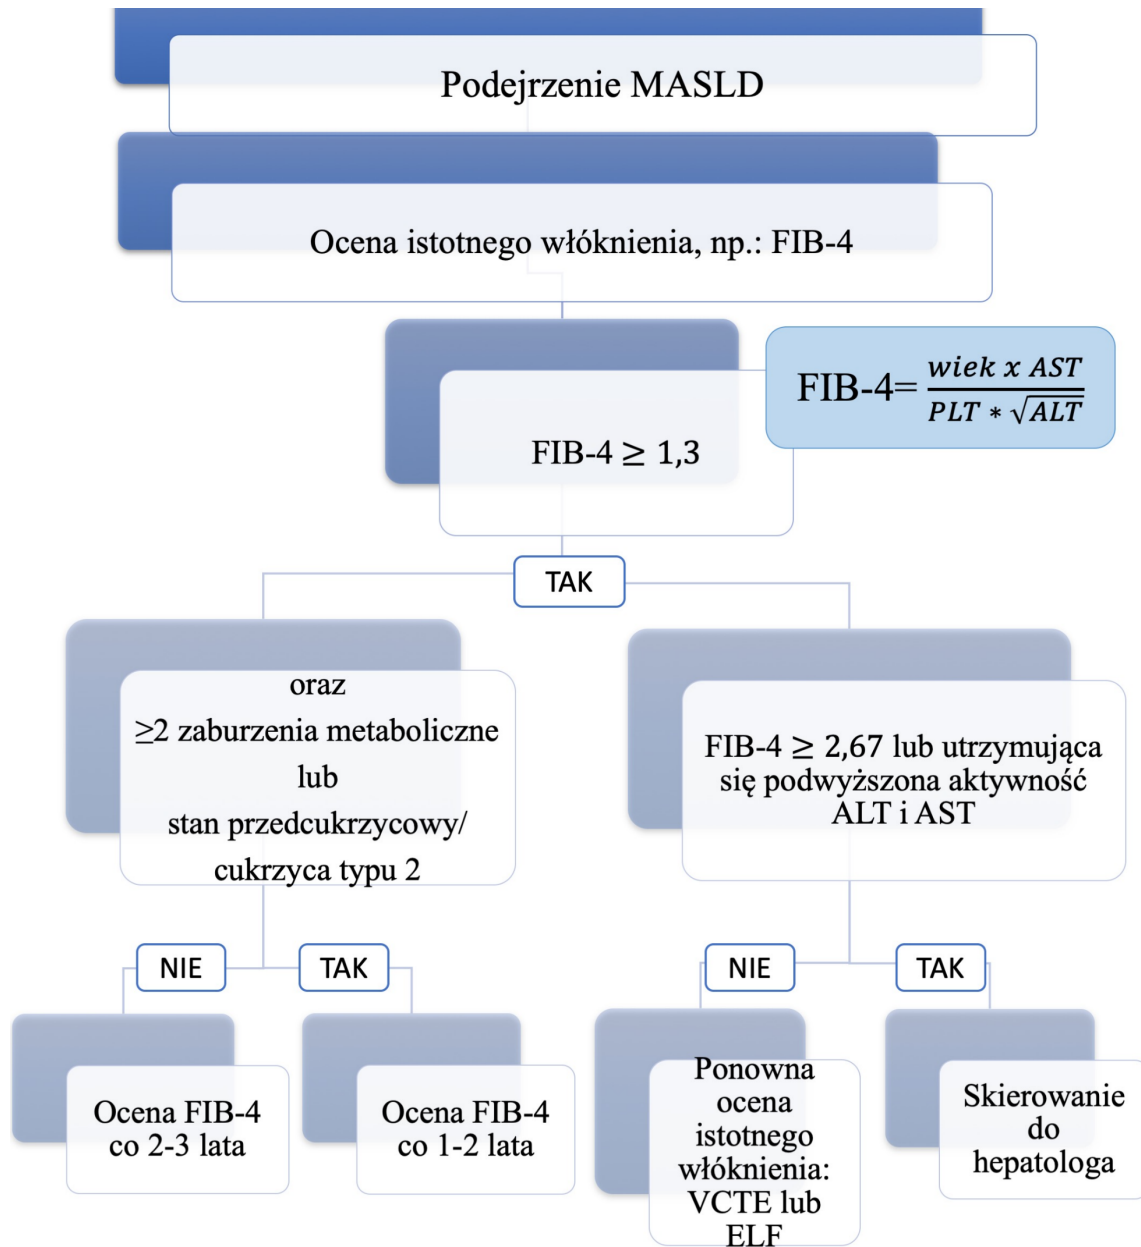 Podejrzenie MASLD
Ocena istotnego włóknienia, np.: FIB-4
FIB-4 ≥ 1,3
FIB-4= wiek x AST / PLT * √ALT
TAK
oraz
≥2 zaburzenia metaboliczne
lub
stan przedcukrzycowy/
cukrzyca typu 2
FIB-4 ≥ 2,67 lub utrzymująca
się podwyższona aktywność
ALT i AST
NIE
TAK
NIE
TAK
Ocena FIB-4
co 2-3 lata
Ocena FIB-4
co 1-2 lata
Ponowna
ocena
istotnego
włóknienia:
VCTE lub
ELF
Skierowanie
do
hepatologa